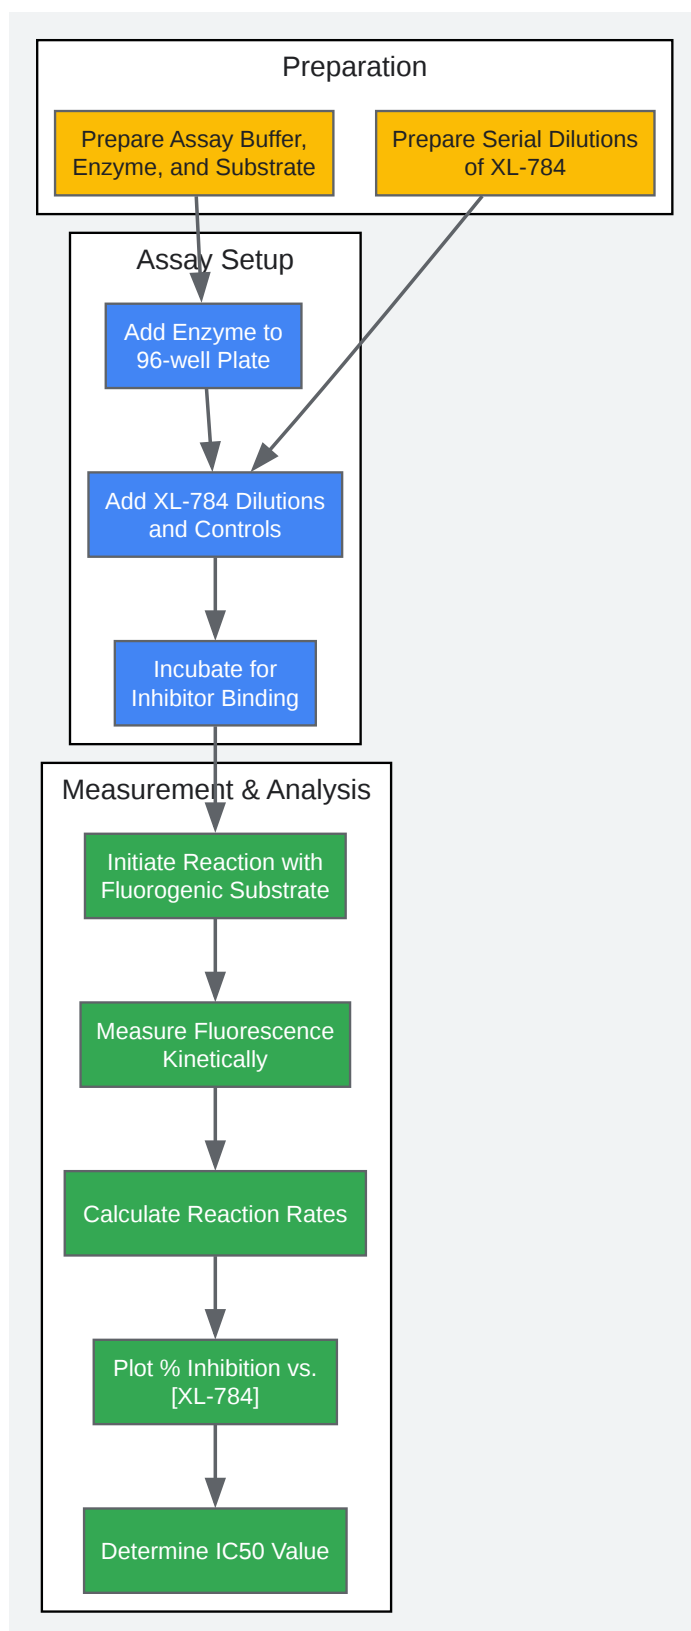 Preparation
Prepare Assay Buffer,
Enzyme, and Substrate
Prepare Serial Dilutions
of XL-784
Assay Setup
Add Enzyme to
96-well Plate
Add XL-784 Dilutions
and Controls
Incubate for
Inhibitor Binding
Measurement & Analysis
Initiate Reaction with
Fluorogenic Substrate
Measure Fluorescence
Kinetically
Calculate Reaction Rates
Plot % Inhibition vs.
[XL-784]
Determine IC50 Value